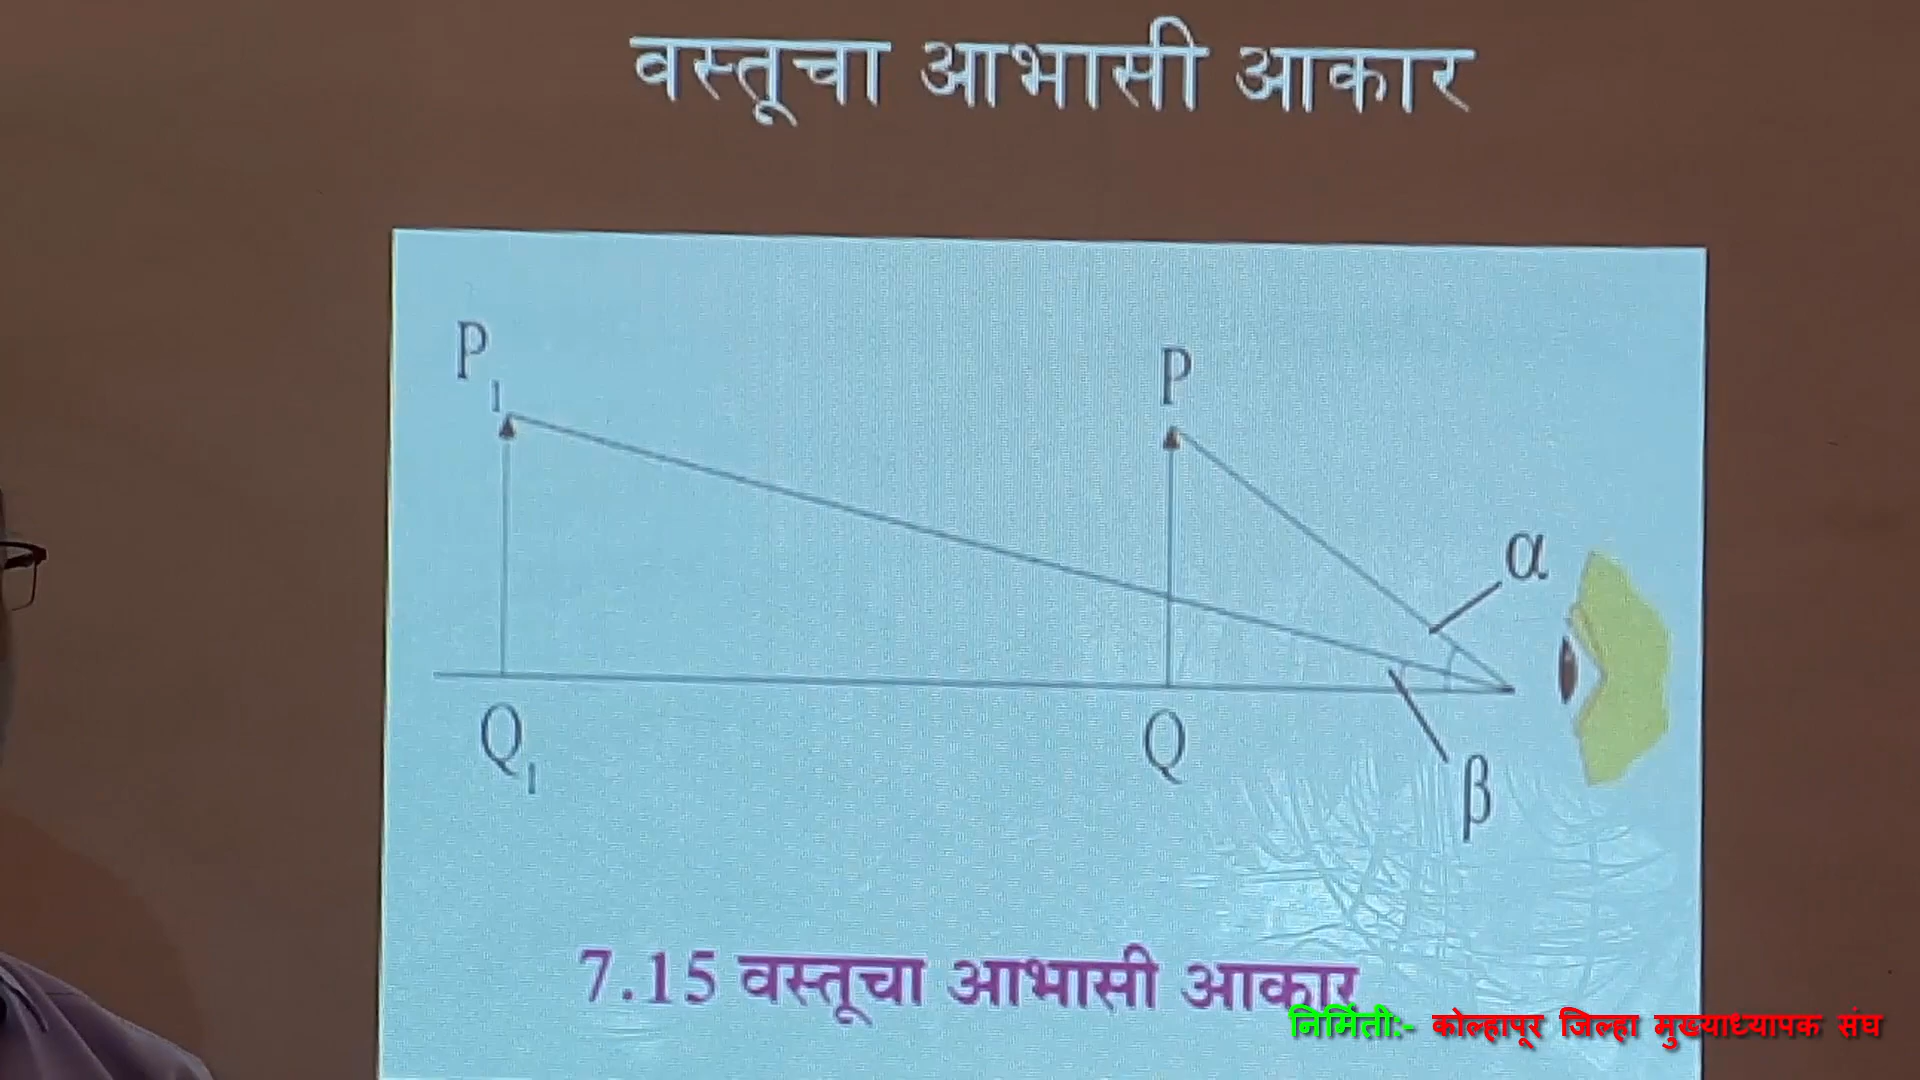 वस्तूचा आभासी आकार
P₁
P
α
Q₁
Q
β
7.15 वस्तूचा आभासी आकार
निर्मिती:- कोल्हापूर जिल्हा मुख्याध्यापक संघ